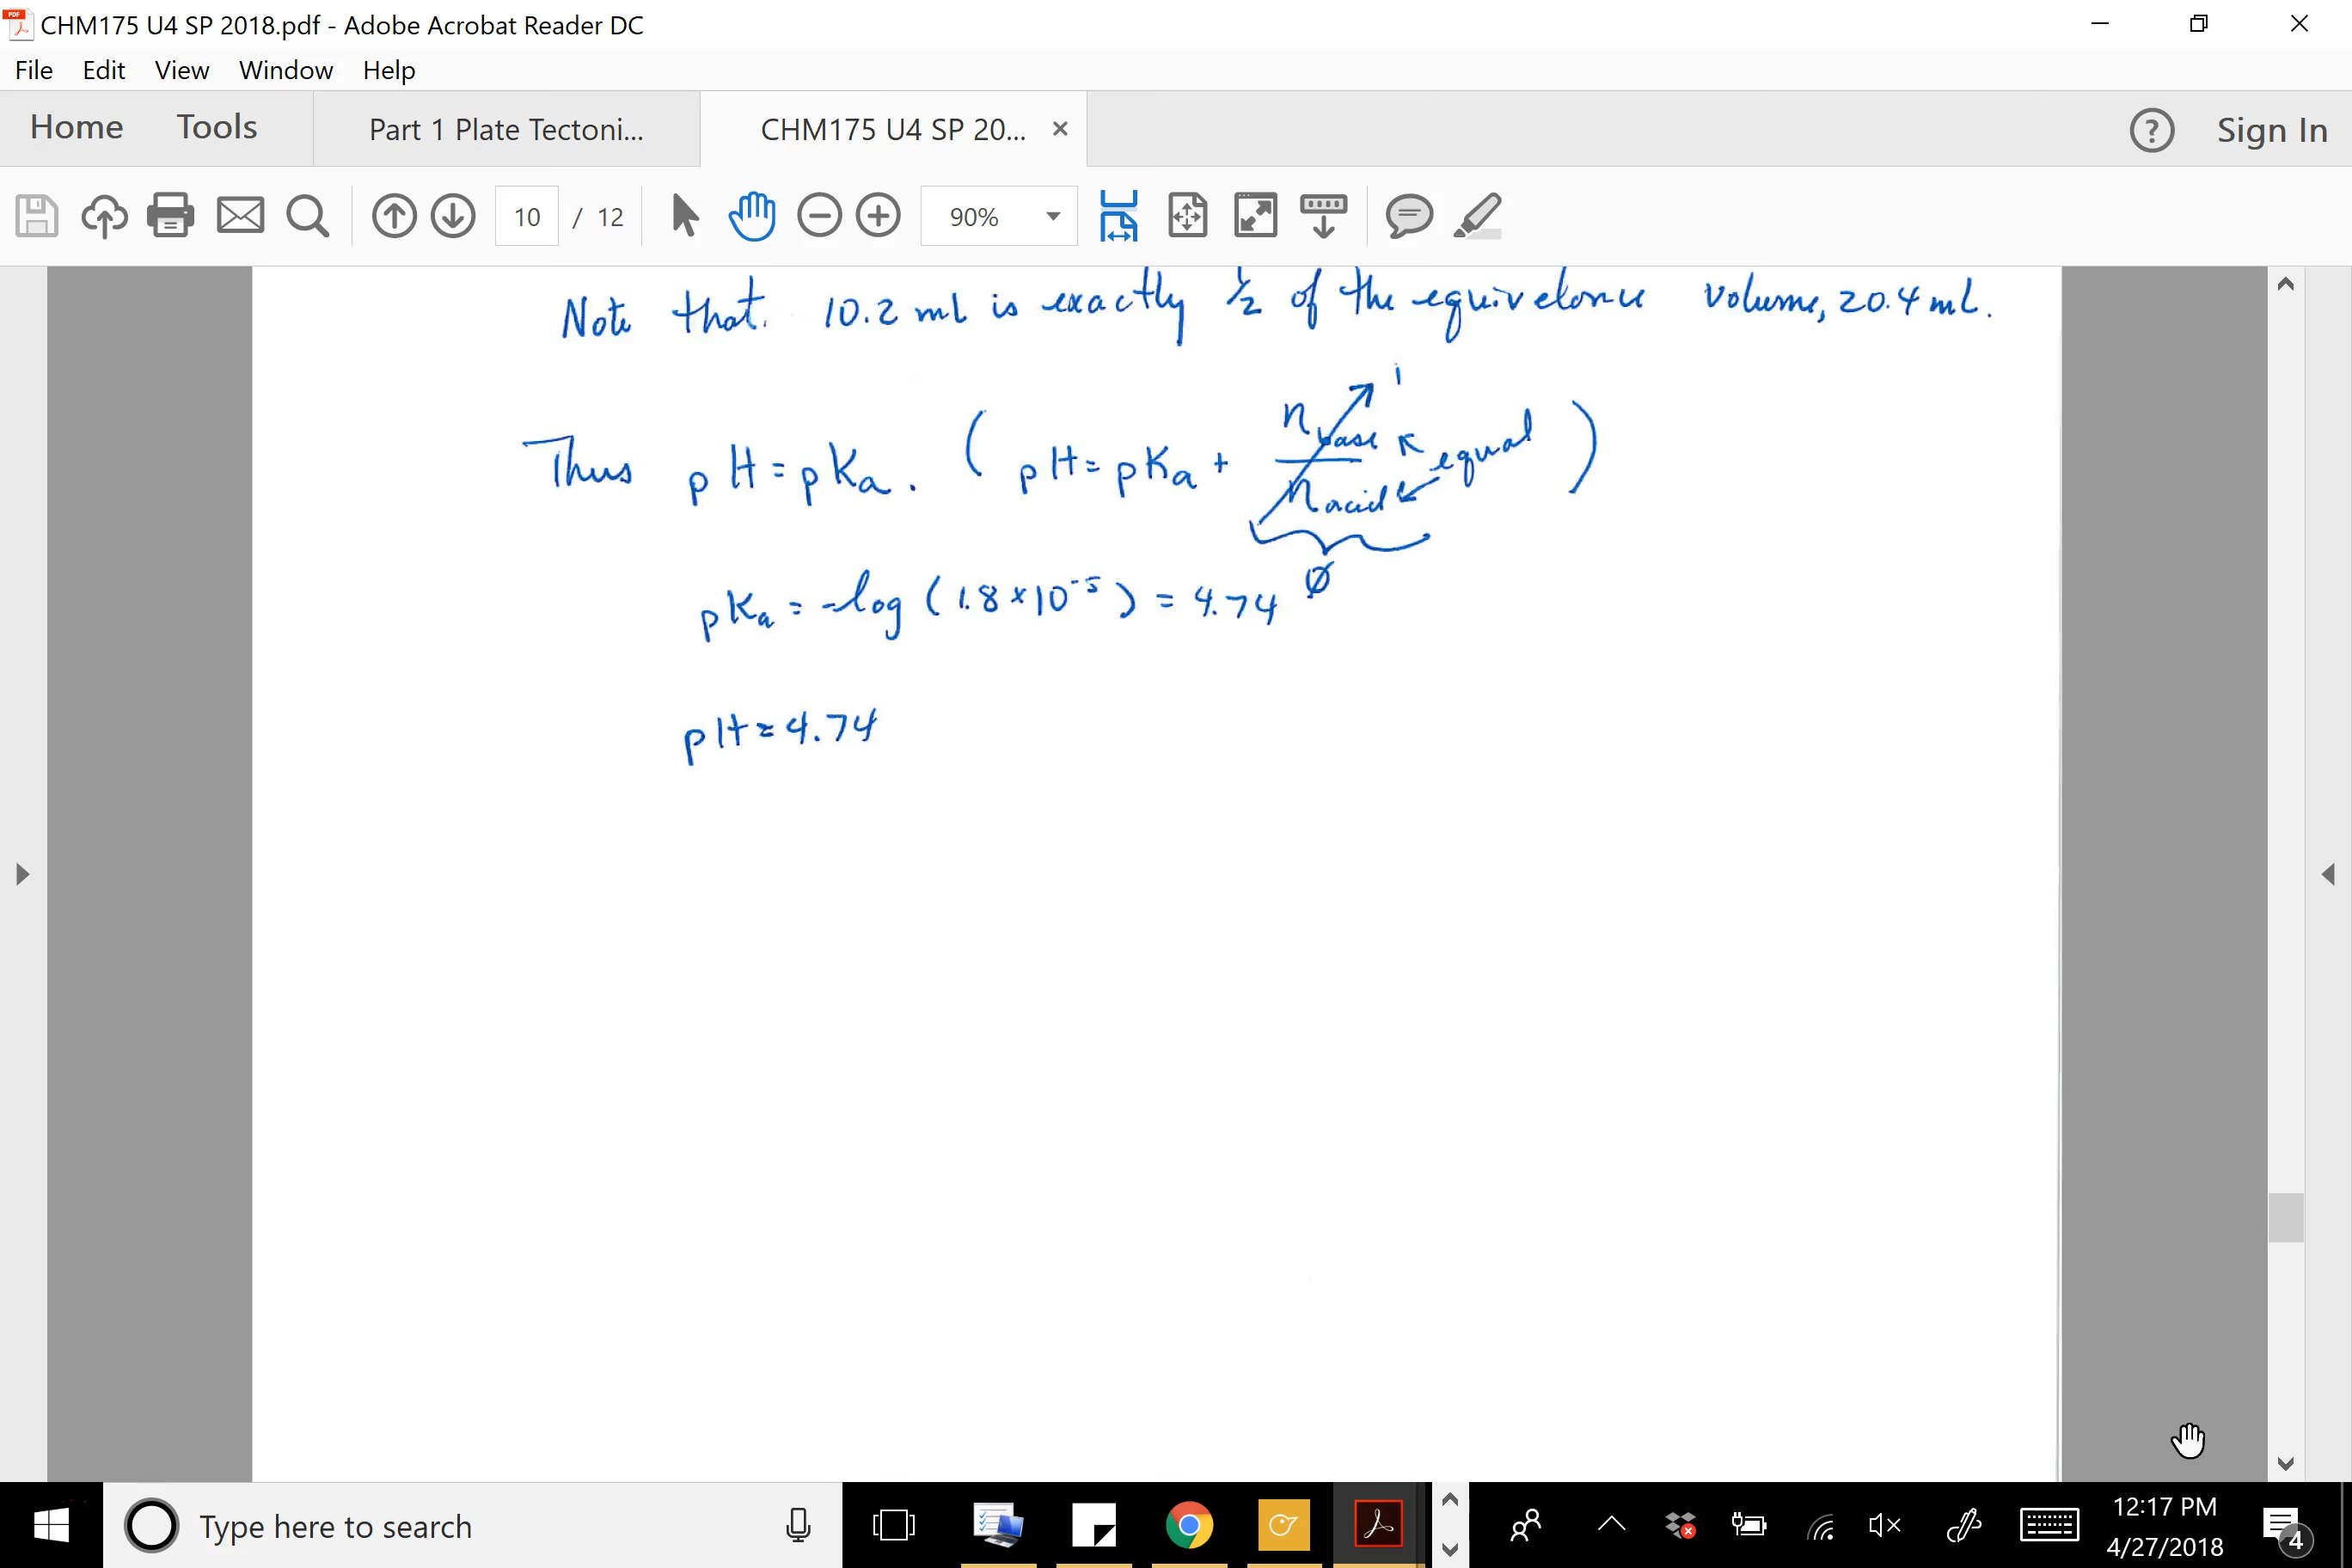 CHM175 U4 SP 2018.pdf - Adobe Acrobat Reader DC
File Edit View Window Help
Home Tools Part 1 Plate Tectoni... CHM175 U4 SP 20... × ? Sign In
10 / 12 90%
Note that. 10.2 ml is exactly 1/2 of the equivelance volume, 20.4 mL.
Thus pH = pKa. ( pH = pKa + n base / n acid equal ) 1
Ø
pKa = -log ( 1.8 × 10⁻⁵ ) = 4.74
pH = 4.74
Type here to search
12:17 PM
4/27/2018
4